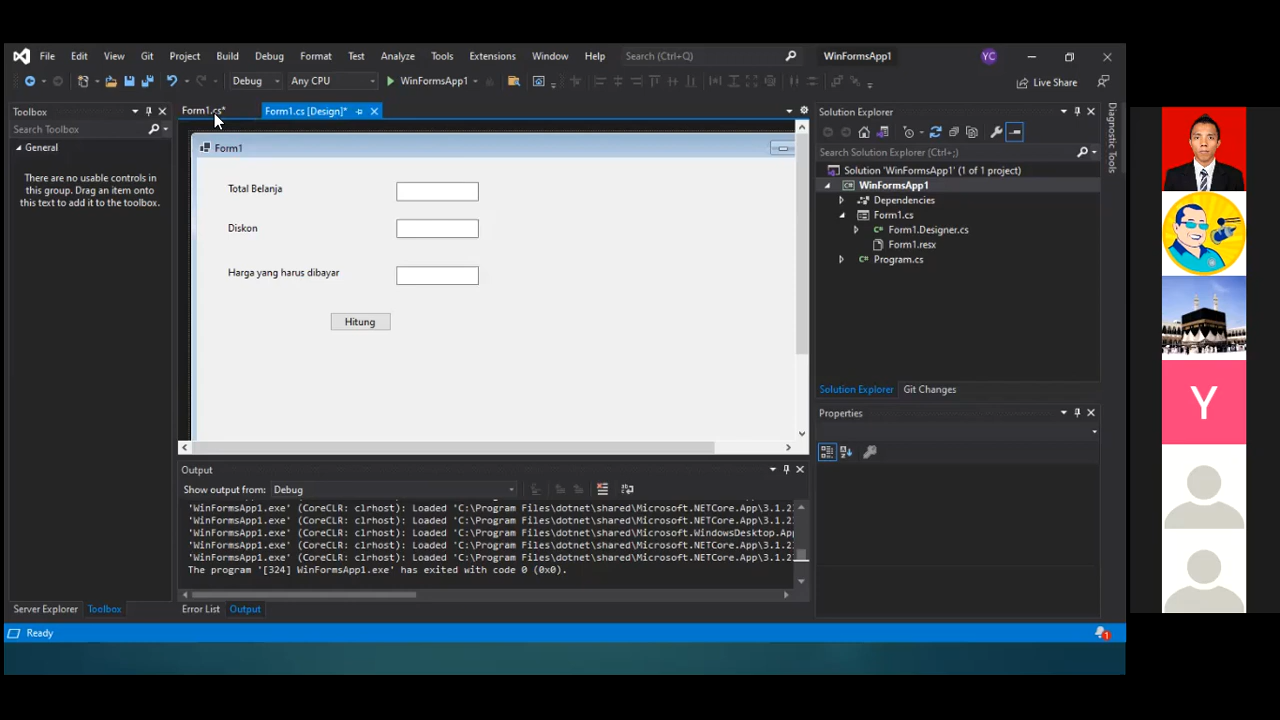 File Edit View Git Project Build Debug Format Test Analyze Tools Extensions Window Help Search (Ctrl+Q) WinFormsApp1 YC
Debug Any CPU WinFormsApp1 Live Share
Toolbox
Search Toolbox
General
There are no usable controls in
this group. Drag an item onto
this text to add it to the toolbox.
Server Explorer Toolbox
Form1.cs* Form1.cs [Design]*
Form1
Total Belanja
Diskon
Harga yang harus dibayar
Hitung
Output
Show output from: Debug
'WinFormsApp1.exe' (CoreCLR: clrhost): Loaded 'C:\Program Files\dotnet\shared\Microsoft.NETCore.App\3.1.2
'WinFormsApp1.exe' (CoreCLR: clrhost): Loaded 'C:\Program Files\dotnet\shared\Microsoft.NETCore.App\3.1.2
'WinFormsApp1.exe' (CoreCLR: clrhost): Loaded 'C:\Program Files\dotnet\shared\Microsoft.WindowsDesktop.Ap
'WinFormsApp1.exe' (CoreCLR: clrhost): Loaded 'C:\Program Files\dotnet\shared\Microsoft.NETCore.App\3.1.2
'WinFormsApp1.exe' (CoreCLR: clrhost): Loaded 'C:\Program Files\dotnet\shared\Microsoft.NETCore.App\3.1.2
The program '[324] WinFormsApp1.exe' has exited with code 0 (0x0).
Error List Output
Solution Explorer
Search Solution Explorer (Ctrl+;)
Solution 'WinFormsApp1' (1 of 1 project)
WinFormsApp1
Dependencies
Form1.cs
Form1.Designer.cs
Form1.resx
Program.cs
Solution Explorer Git Changes
Properties
Diagnostic Tools
Ready
1
Y